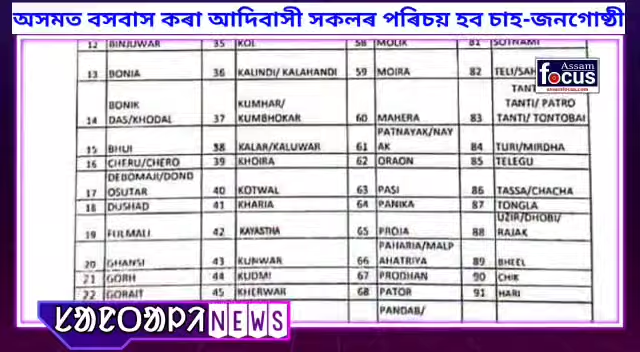 অসমত বসবাস কৰা আদিবাসী সকলৰ পৰিচয় হব চাহ-জনগোষ্ঠী
12 BINJUWAR 35 KOL 58 MOLIK 81 SUTNAMI
13 BONIA 36 KALINDI/ KALAHANDI 59 MOIRA 82
TANTI/ PATRO
BONIK KUMHAR/
14 DAS/KHODAL 37 KUMBHOKAR 60 MAHERA 83 TANTI/ TONTOBAI
PATNAYAK/NAY
15 BHUI 38 KALAR/KALUWAR 61 AK 84 TURI/MIRDHA
16 CHERU/CHERO 39 KHOIRA 62 ORAON 85 TELEGU
DEBOMAJI/DOND
17 OSUTAR 40 KOTWAL 63 PASI 86 TASSA/CHACHA
18 DUSHAD 41 KHARIA 64 PANIKA 87 TONGLA
UZIR/DHOBI/
19 FULMALI 42 KAYASTHA 65 PROJA 88 RAJAK
PAHARIA/MALP
20 GHANSI 43 KUNWAR 66 AHATRIYA 89 BHEEL
21 GORH 44 KUDMI 67 PRODHAN 90 CHIK
22 GORAIT 45 KHERWAR 68 PATOR 91 HARI
PANDAB/
Assam
focus
NEWS